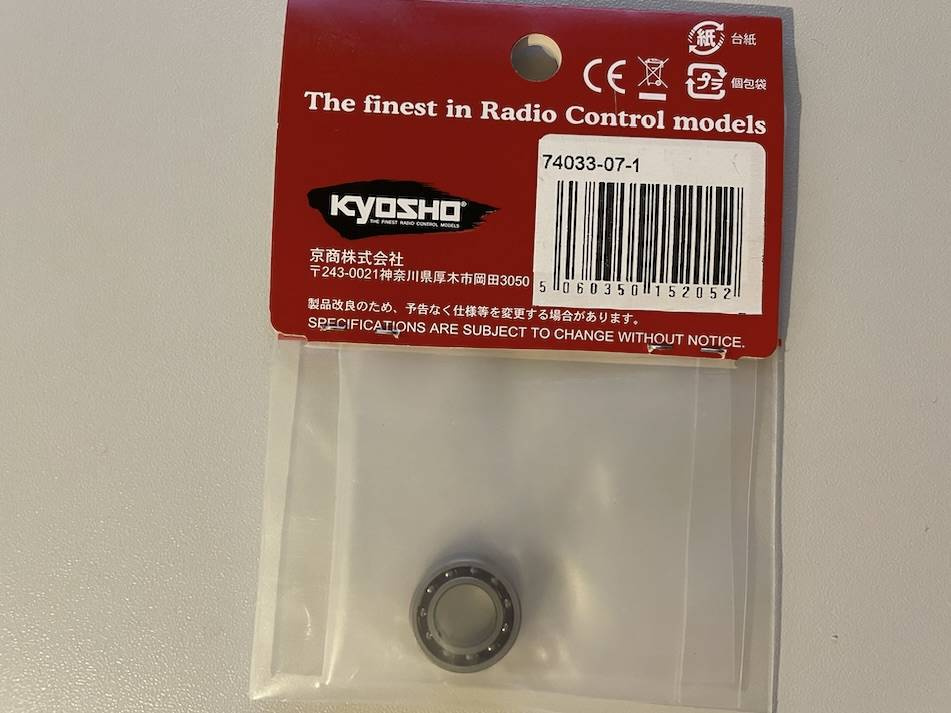 紙 台紙
CE プラ 個包袋
The finest in Radio Control models
74033-07-1
KYOSHO®
THE FINEST RADIO CONTROL MODELS
5 060350 152052
京商株式会社
〒243-0021神奈川県厚木市岡田3050
製品改良のため、予告なく仕様等を変更する場合があります。
SPECIFICATIONS ARE SUBJECT TO CHANGE WITHOUT NOTICE.